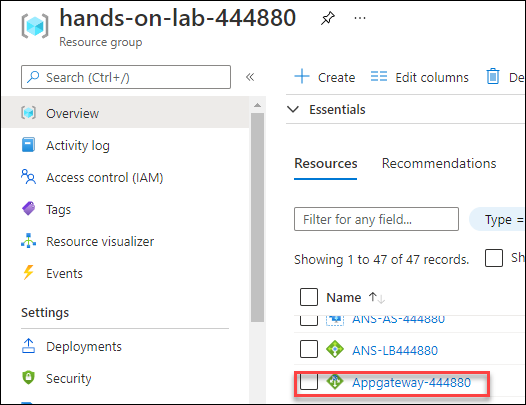 hands-on-lab-444880
Resource group
Search (Ctrl+/)
Overview
Activity log
Access control (IAM)
Tags
Resource visualizer
Events
Settings
Deployments
Security
Create Edit columns De
Essentials
Resources Recommendations
Filter for any field... Type =
Showing 1 to 47 of 47 records. Sh
Name
ANS-AS-444880
ANS-LB444880
Appgateway-444880